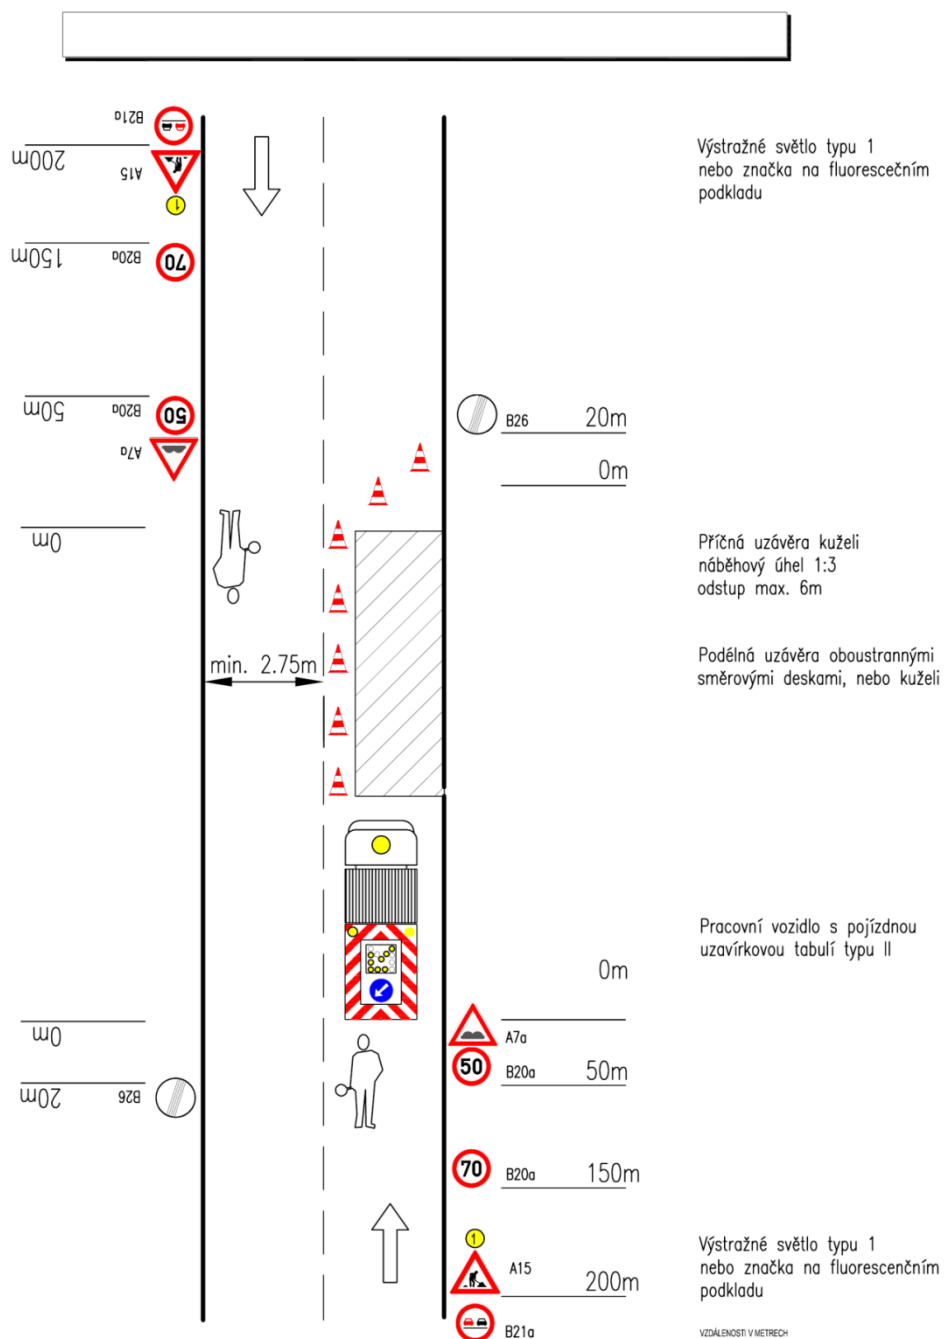 B21a
200m
A15
1
150m
B20a
70
50m
B20a
50
A7a
0m
Výstražné světlo typu 1
nebo značka na fluorescečním
podkladu
B26 20m
0m
Příčná uzávěra kuželi
náběhový úhel 1:3
odstup max. 6m
min. 2.75m
Podélná uzávěra oboustrannými
směrovými deskami, nebo kuželi
Pracovní vozidlo s pojízdnou
uzavírkovou tabulí typu II
0m
0m
A7a
50 B20a 50m
20m B26
70 B20a 150m
1
A15 200m
B21a
Výstražné světlo typu 1
nebo značka na fluorescenčním
podkladu
VZDÁLENOSTI V METRECH